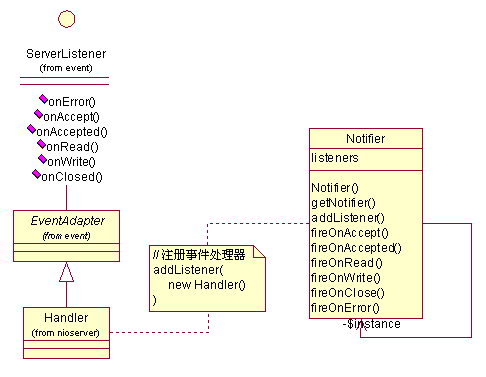 ServerListener
(from event)
onError()
onAccept()
onAccepted()
onRead()
onWrite()
onClosed()
EventAdapter
(from event)
Handler
(from nioserver)
// 注册事件处理器
addListener(
new Handler()
)
Notifier
listeners
Notifier()
getNotifier()
addListener()
fireOnAccept()
fireOnAccepted()
fireOnRead()
fireOnWrite()
fireOnClose()
fireOnError()
-$instance